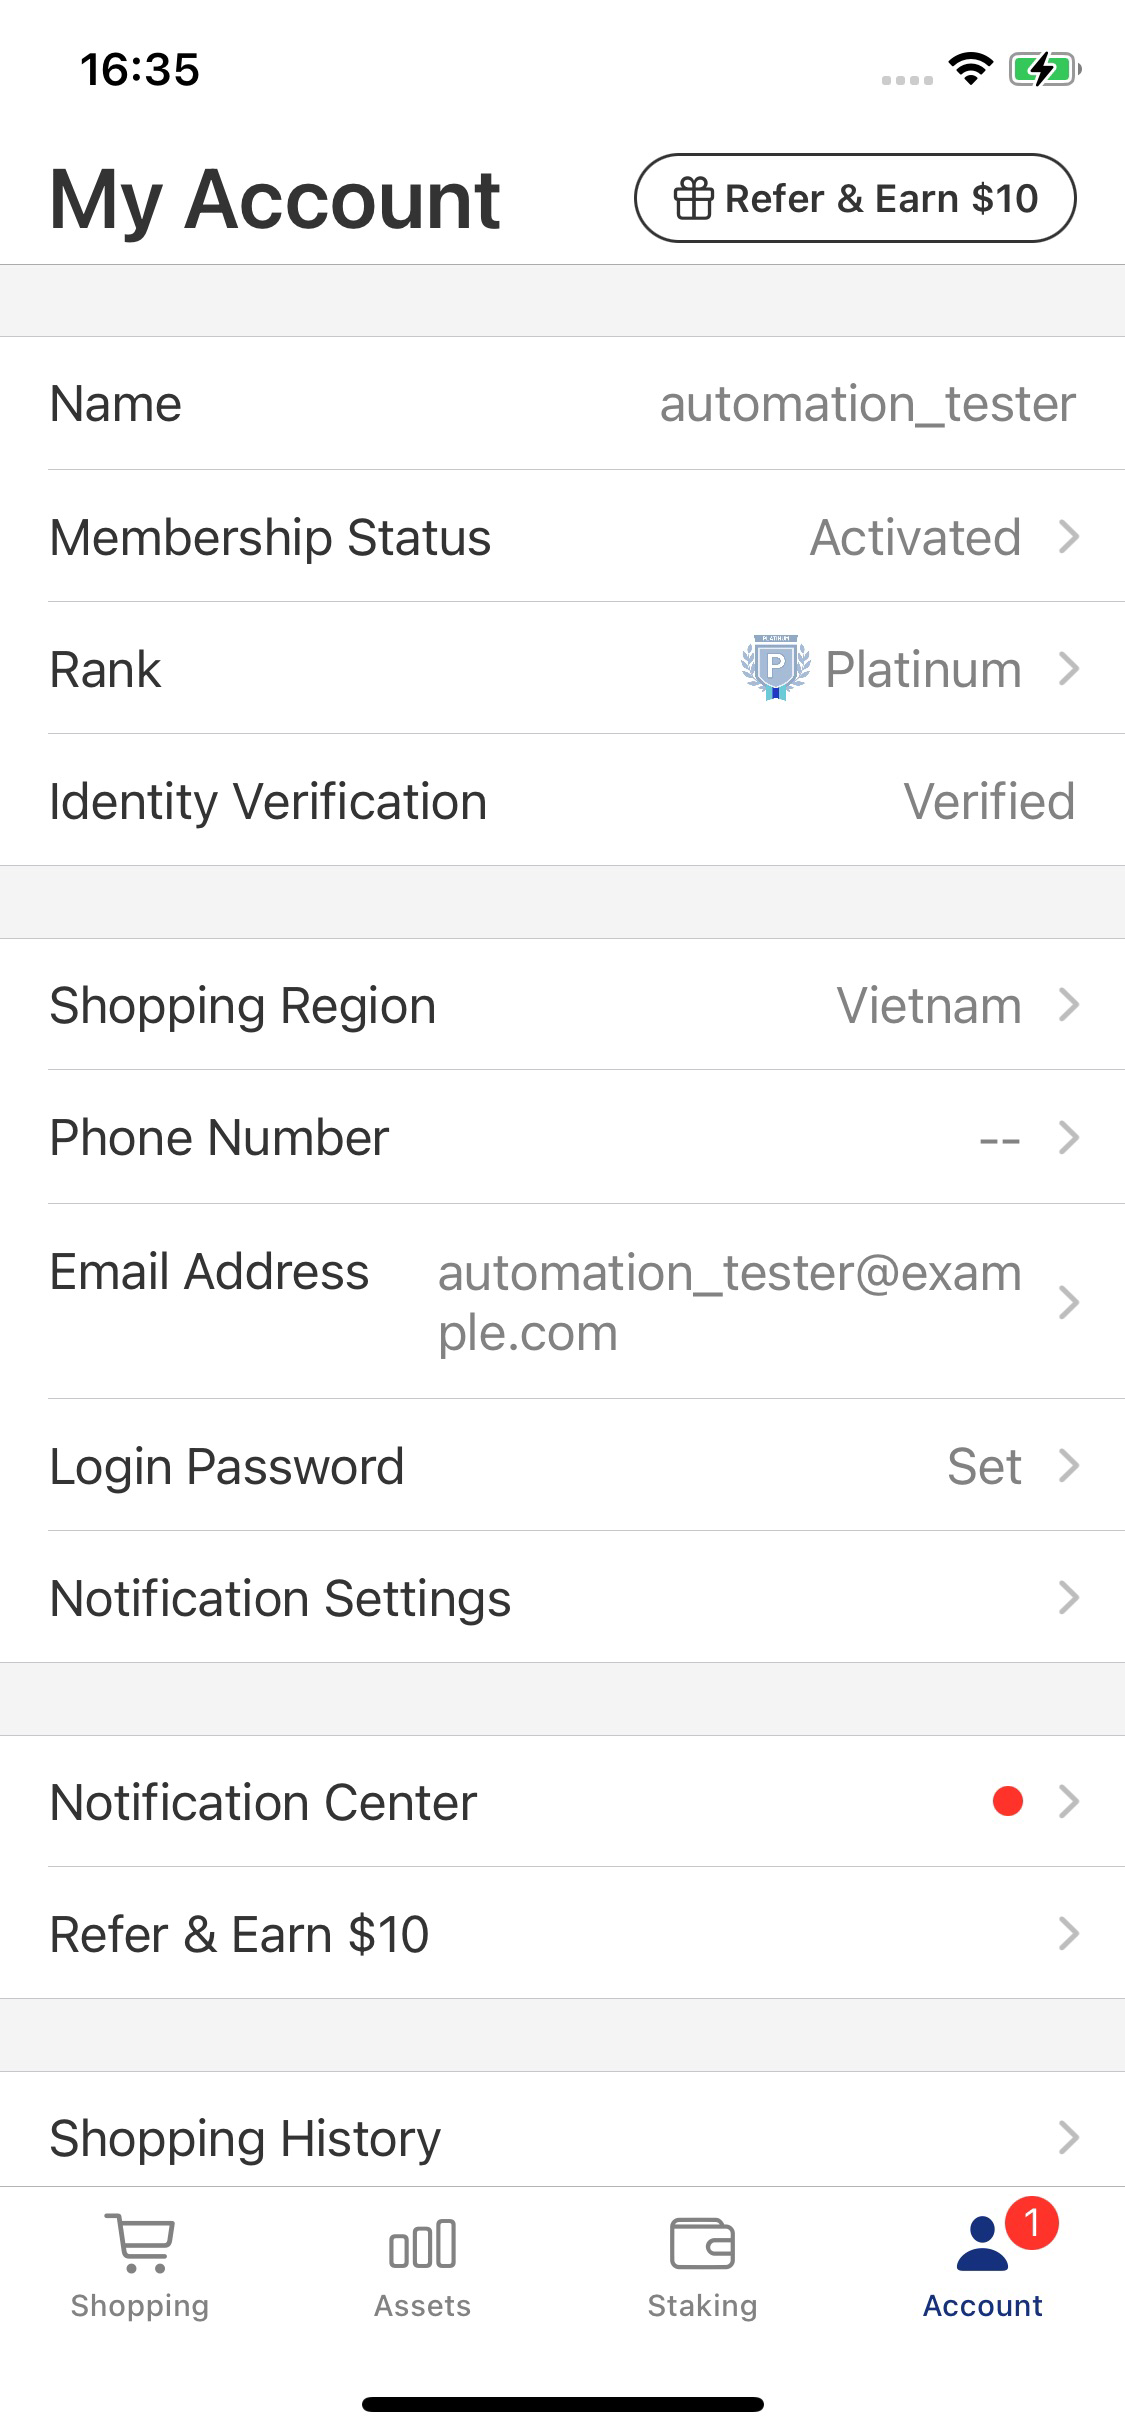 16:35
My Account
Refer & Earn $10
Name
automation_tester
Membership Status
Activated
Rank
PLATINUM
P
Platinum
Identity Verification
Verified
Shopping Region
Vietnam
Phone Number
--
Email Address
automation_tester@exam
ple.com
Login Password
Set
Notification Settings
Notification Center
Refer & Earn $10
Shopping History
1
Shopping
Assets
Staking
Account